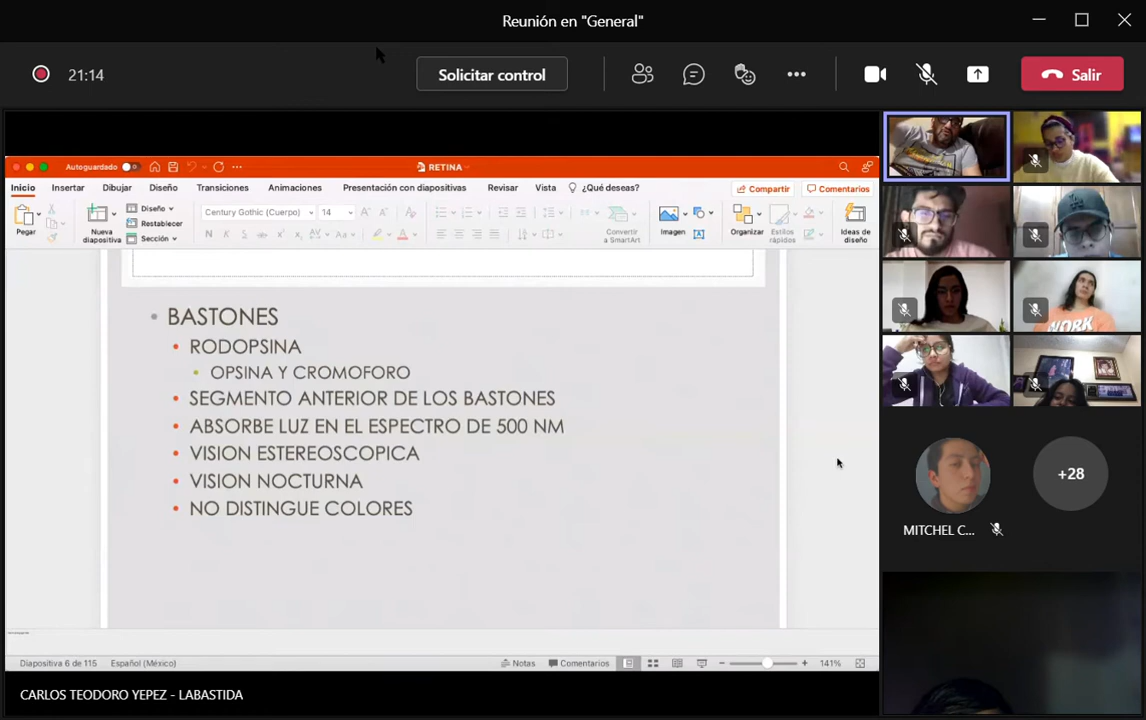 Reunión en "General"
21:14
Solicitar control
Salir
Autoguardado
RETINA
Inicio
Insertar
Dibujar
Diseño
Transiciones
Animaciones
Presentación con diapositivas
Revisar
Vista
¿Qué deseas?
Compartir
Comentarios
Pegar
Nueva
diapositiva
Diseño
Restablecer
Sección
Century Gothic (Cuerpo)
14
Convertir
a SmartArt
Imagen
Organizar
Estilos
rápidos
Ideas de
diseño
BASTONES
RODOPSINA
OPSINA Y CROMOFORO
SEGMENTO ANTERIOR DE LOS BASTONES
ABSORBE LUZ EN EL ESPECTRO DE 500 NM
VISION ESTEREOSCOPICA
VISION NOCTURNA
NO DISTINGUE COLORES
WORK
+28
MITCHEL C...
Diapositiva 6 de 115
Español (México)
Notas
Comentarios
141%
CARLOS TEODORO YEPEZ - LABASTIDA